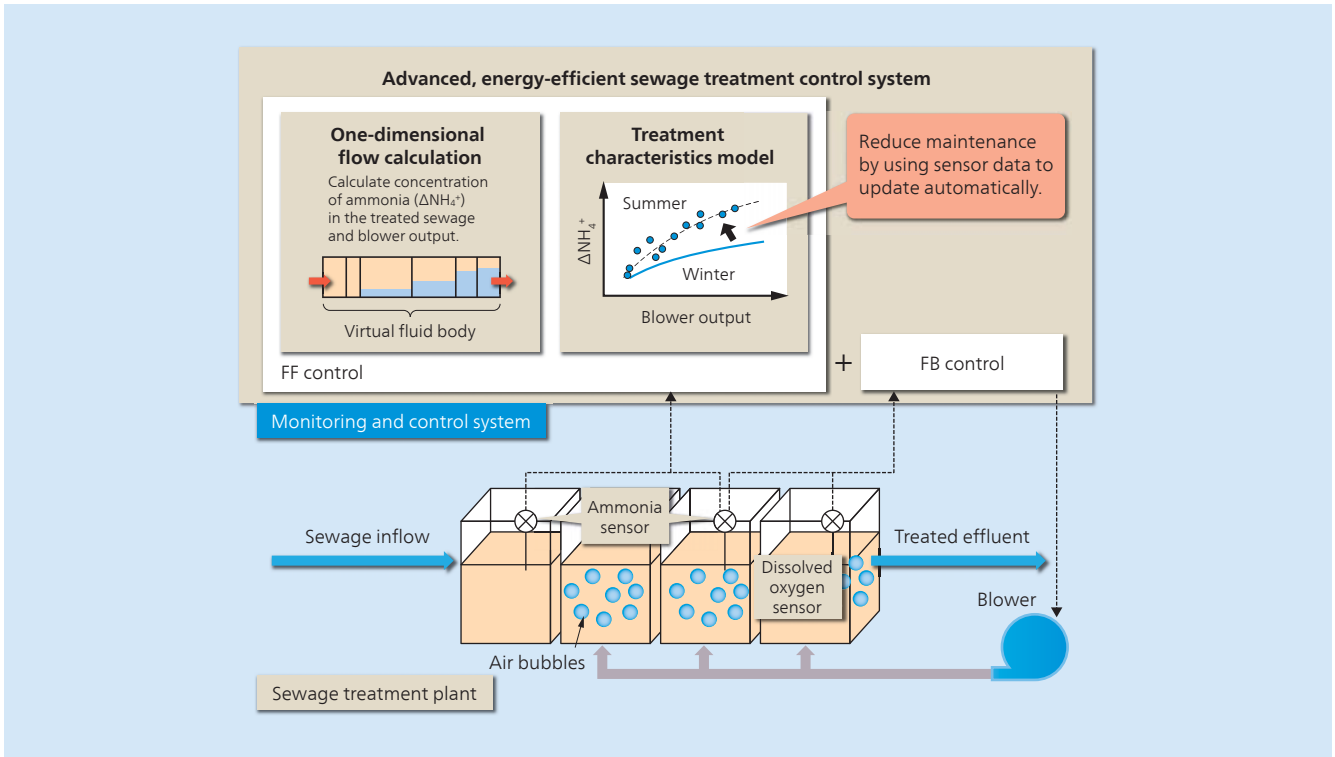 Advanced, energy-efficient sewage treatment control system
One-dimensional
flow calculation
Calculate concentration
of ammonia (ΔNH₄⁺)
in the treated sewage
and blower output.
Virtual fluid body
Treatment
characteristics model
ΔNH₄⁺
Summer
Winter
Blower output
Reduce maintenance
by using sensor data to
update automatically.
FF control
+
FB control
Monitoring and control system
Ammonia
sensor
Sewage inflow
Treated effluent
Dissolved
oxygen
sensor
Blower
Air bubbles
Sewage treatment plant